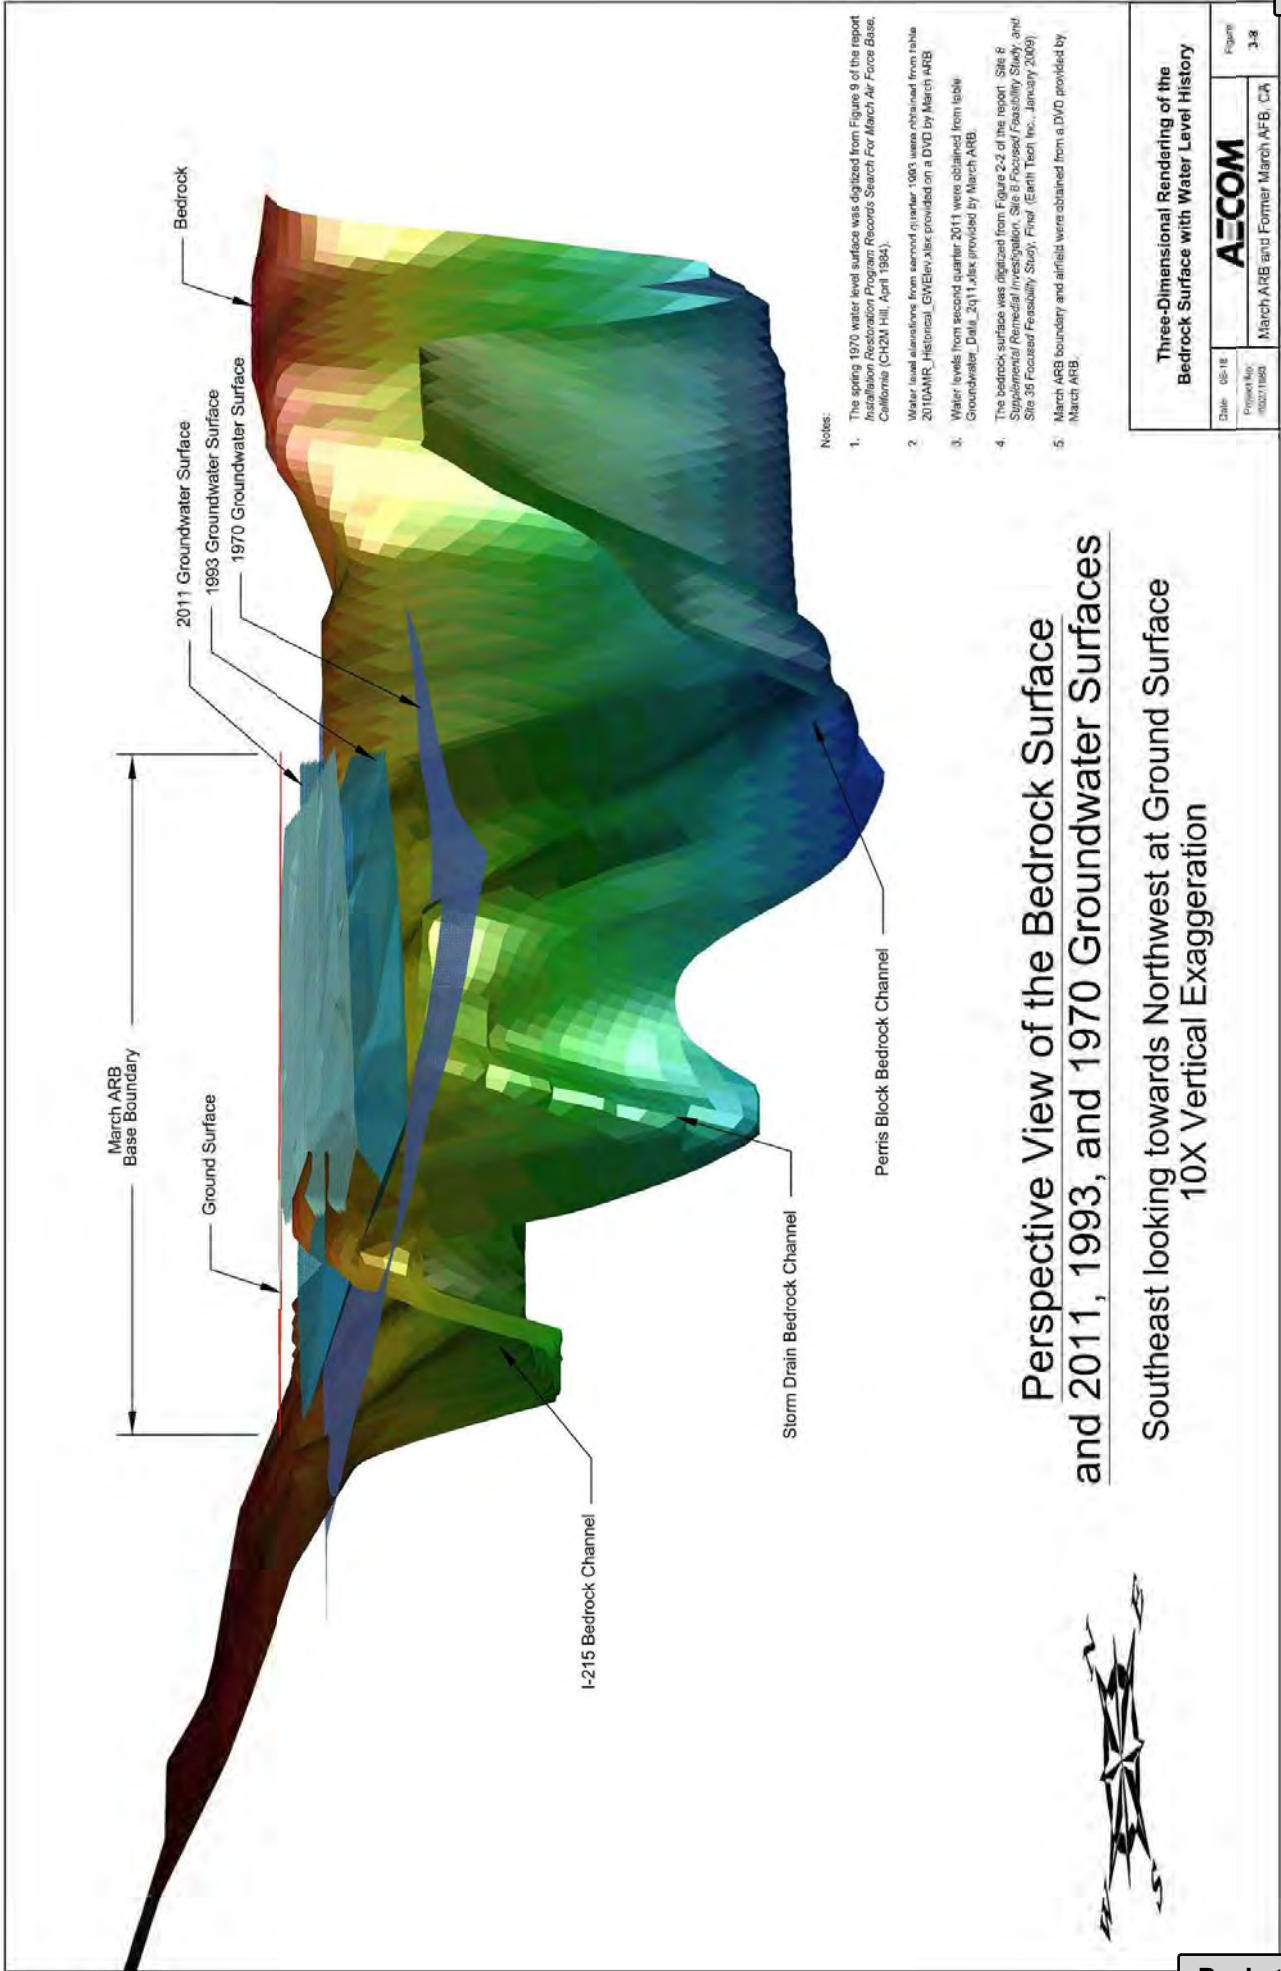 March ARB
Base Boundary
Ground Surface
2011 Groundwater Surface
1993 Groundwater Surface
1970 Groundwater Surface
Bedrock
I-215 Bedrock Channel
Storm Drain Bedrock Channel
Perris Block Bedrock Channel
Notes:
1. The spring 1970 water level surface was digitized from Figure 9 of the report
Installation Restoration Program Records Search For March Air Force Base,
California (CH2M Hill, April 1984).
2 Water level elevations from second quarter 1993 were obtained from table
2010AMR_Historical_GWElev.xlsx provided on a DVD by March ARB
3. Water levels from second quarter 2011 were obtained from table
Groundwater_Data_2q11.xlsx provided by March ARB.
4. The bedrock surface was digitized from Figure 2-2 of the report Site 8
Supplemental Remedial Investigation, Site 8 Focused Feasibility Study, and
Site 36 Focused Feasibility Study, Final (Earth Tech Inc., January 2009)
5. March ARB boundary and airfield were obtained from a DVD provided by
March ARB.
Perspective View of the Bedrock Surface
and 2011, 1993, and 1970 Groundwater Surfaces
Southeast looking towards Northwest at Ground Surface
10X Vertical Exaggeration
N
E
S
W
Three-Dimensional Rendering of the
Bedrock Surface with Water Level History
Date 06-18
AECOM
Figure
3-8
Project No.
March ARB and Former March AFB, CA